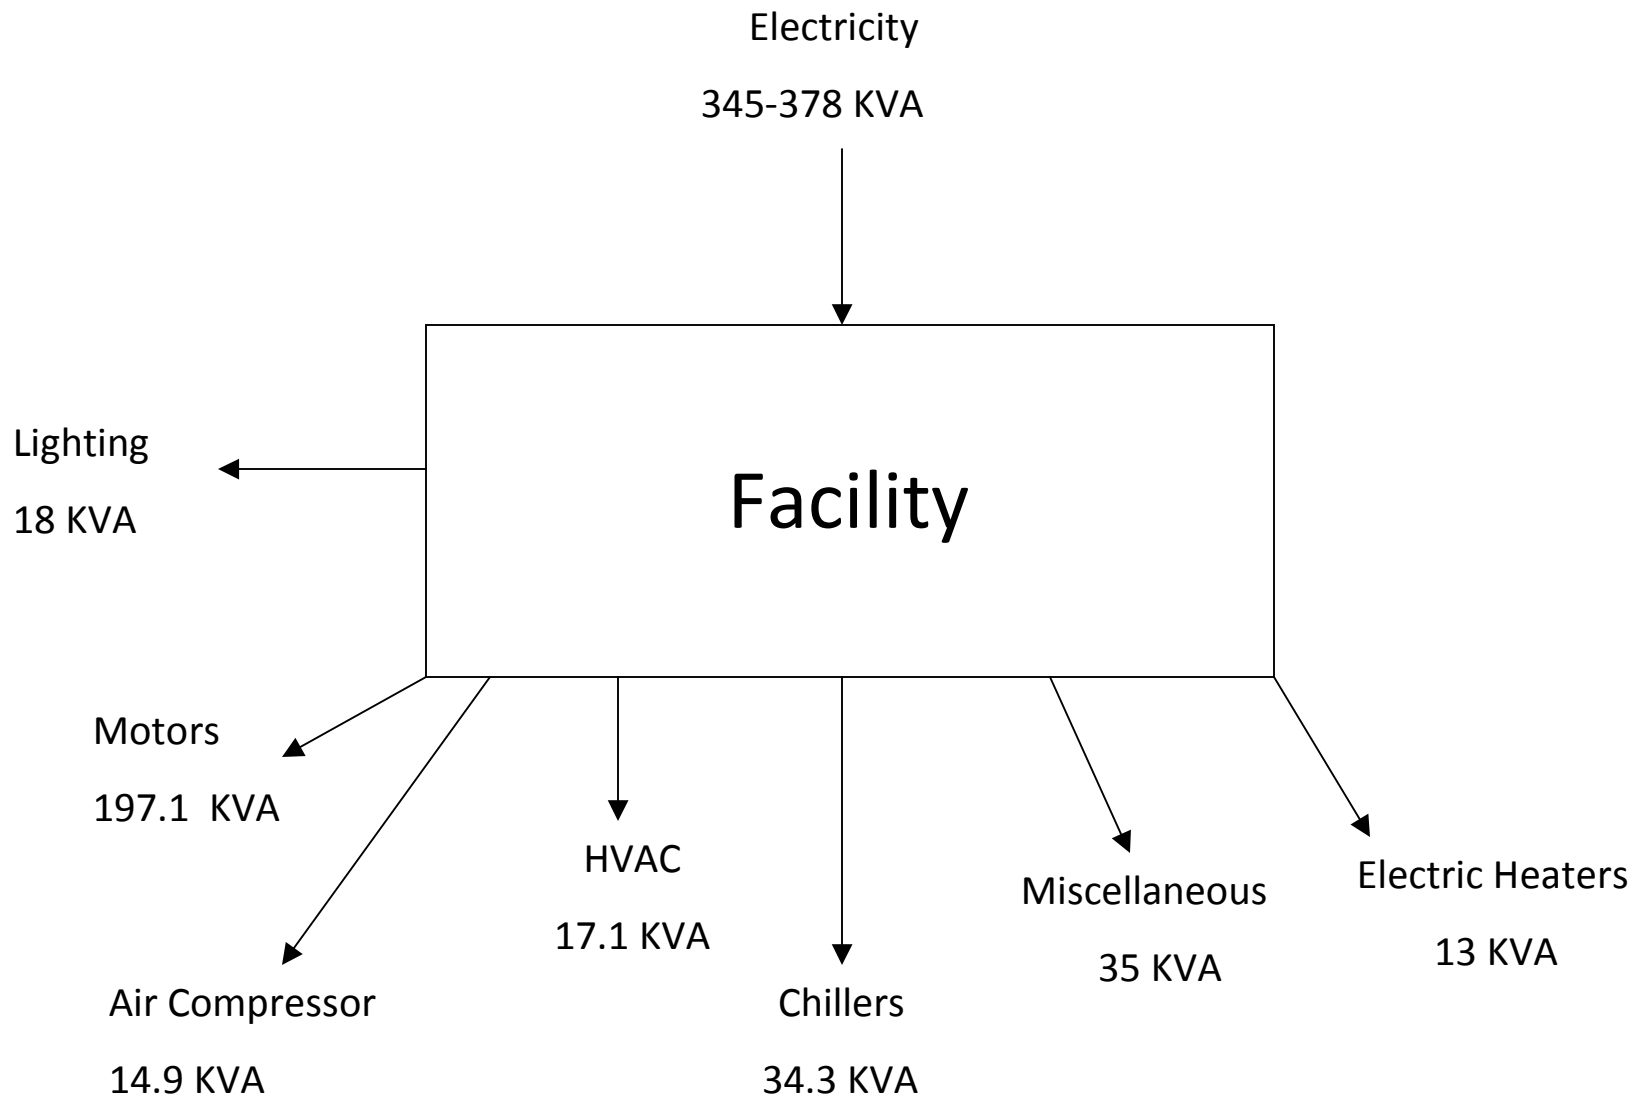 Electricity
345-378 KVA
Lighting
18 KVA
Facility
Motors
197.1  KVA
HVAC
17.1 KVA
Miscellaneous
35 KVA
Electric Heaters
13 KVA
Air Compressor
14.9 KVA
Chillers
34.3 KVA